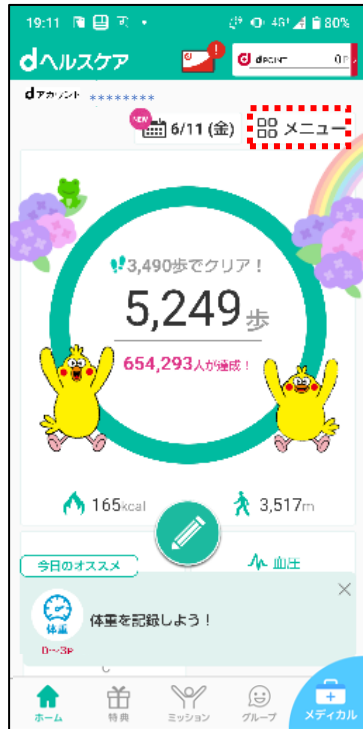 19:11 4G 80%
dヘルスケア
d POINT 0P
dアカウント ********
NEW 6/11 (金) メニュー
3,490歩でクリア！
5,249歩
654,293人が達成！
165kcal 3,517m
今日のオススメ 血圧
体重を記録しよう！
体重
0~3P
ホーム 特典 ミッション グループ メディカル